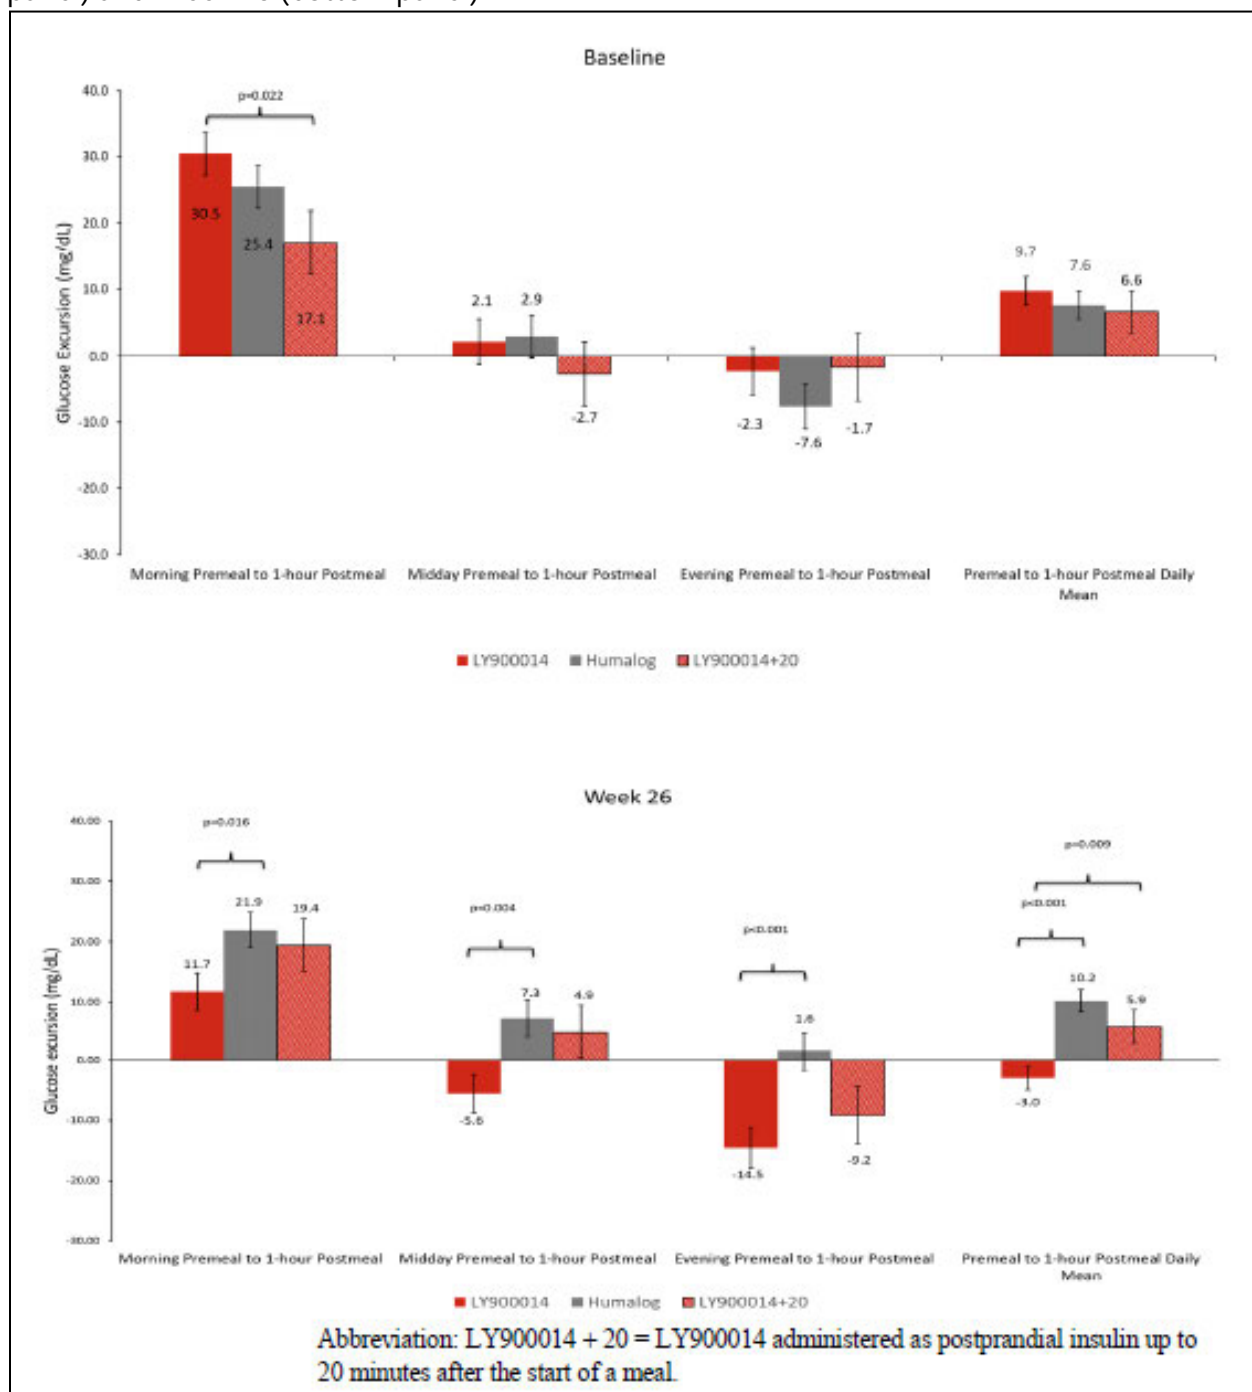 Baseline
40.0
p=0.022
30.0
30.5
25.4
20.0
17.1
Glucose Excursion (mg/dL)
10.0
2.1 2.9
9.7 7.6 6.6
0.0
-2.7
-10.0
-2.3 -7.6 -1.7
-20.0
-30.0
Morning Premeal to 1-hour Postmeal Midday Premeal to 1-hour Postmeal Evening Premeal to 1-hour Postmeal Premeal to 1-hour Postmeal Daily
Mean
LY900014 Humalog LY900014+20
Week 26
40.00
p=0.016
p=0.009
30.00
21.9 19.4
p=0.004
p<0.001
p<0.001
20.00
11.7
10.2
Glucose excursion (mg/dL)
10.00
7.3 4.9
1.6
5.9
0.00
-3.0
-10.00
-5.6
-14.5
-9.2
-20.00
-30.00
Morning Premeal to 1-hour Postmeal Midday Premeal to 1-hour Postmeal Evening Premeal to 1-hour Postmeal Premeal to 1-hour Postmeal Daily
Mean
LY900014 Humalog LY900014+20
Abbreviation: LY900014 + 20 = LY900014 administered as postprandial insulin up to
20 minutes after the start of a meal.